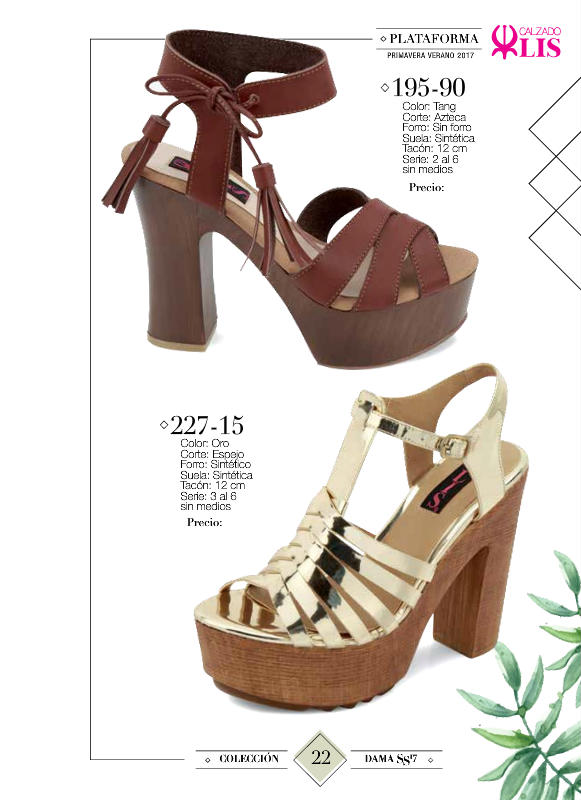 PLATAFORMA
PRIMAVERA VERANO 2017
CALZADO
LIS
195-90
Color: Tang
Corte: Azteca
Forro: Sin forro
Suela: Sintética
Tacón: 12 cm
Serie: 2 al 6
sin medios
Precio:
227-15
Color: Oro
Corte: Espejo
Forro: Sintético
Suela: Sintética
Tacón: 12 cm
Serie: 3 al 6
sin medios
Precio:
COLECCIÓN
22
DAMA SS'7